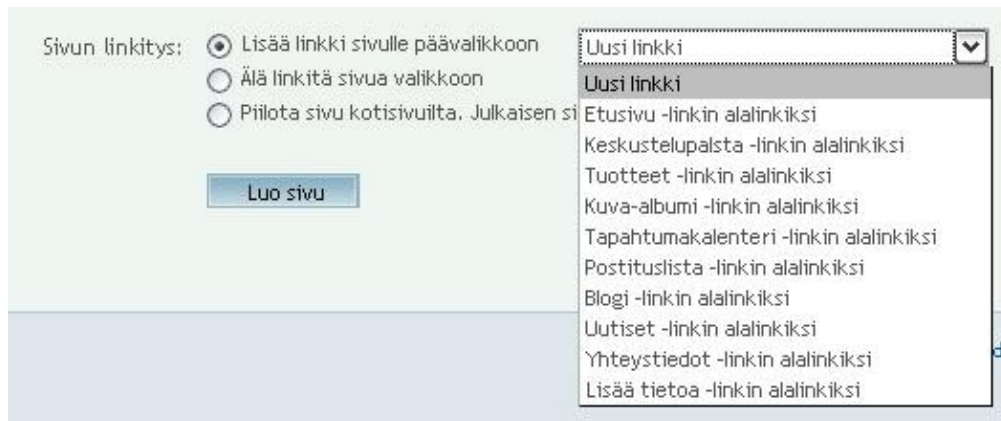 Sivun linkitys:
Lisää linkki sivulle päävalikkoon
Uusi linkki
Älä linkitä sivua valikkoon
Piilota sivu kotisivuilta. Julkaisen
Luo sivu
Uusi linkki
Etusivu -linkin alalinkiksi
Keskustelupalsta -linkin alalinkiksi
Tuotteet -linkin alalinkiksi
Kuva-albumi -linkin alalinkiksi
Tapahtumakalenteri -linkin alalinkiksi
Postituslista -linkin alalinkiksi
Blogi -linkin alalinkiksi
Uutiset -linkin alalinkiksi
Yhteystiedot -linkin alalinkiksi
Lisää tietoa -linkin alalinkiksi